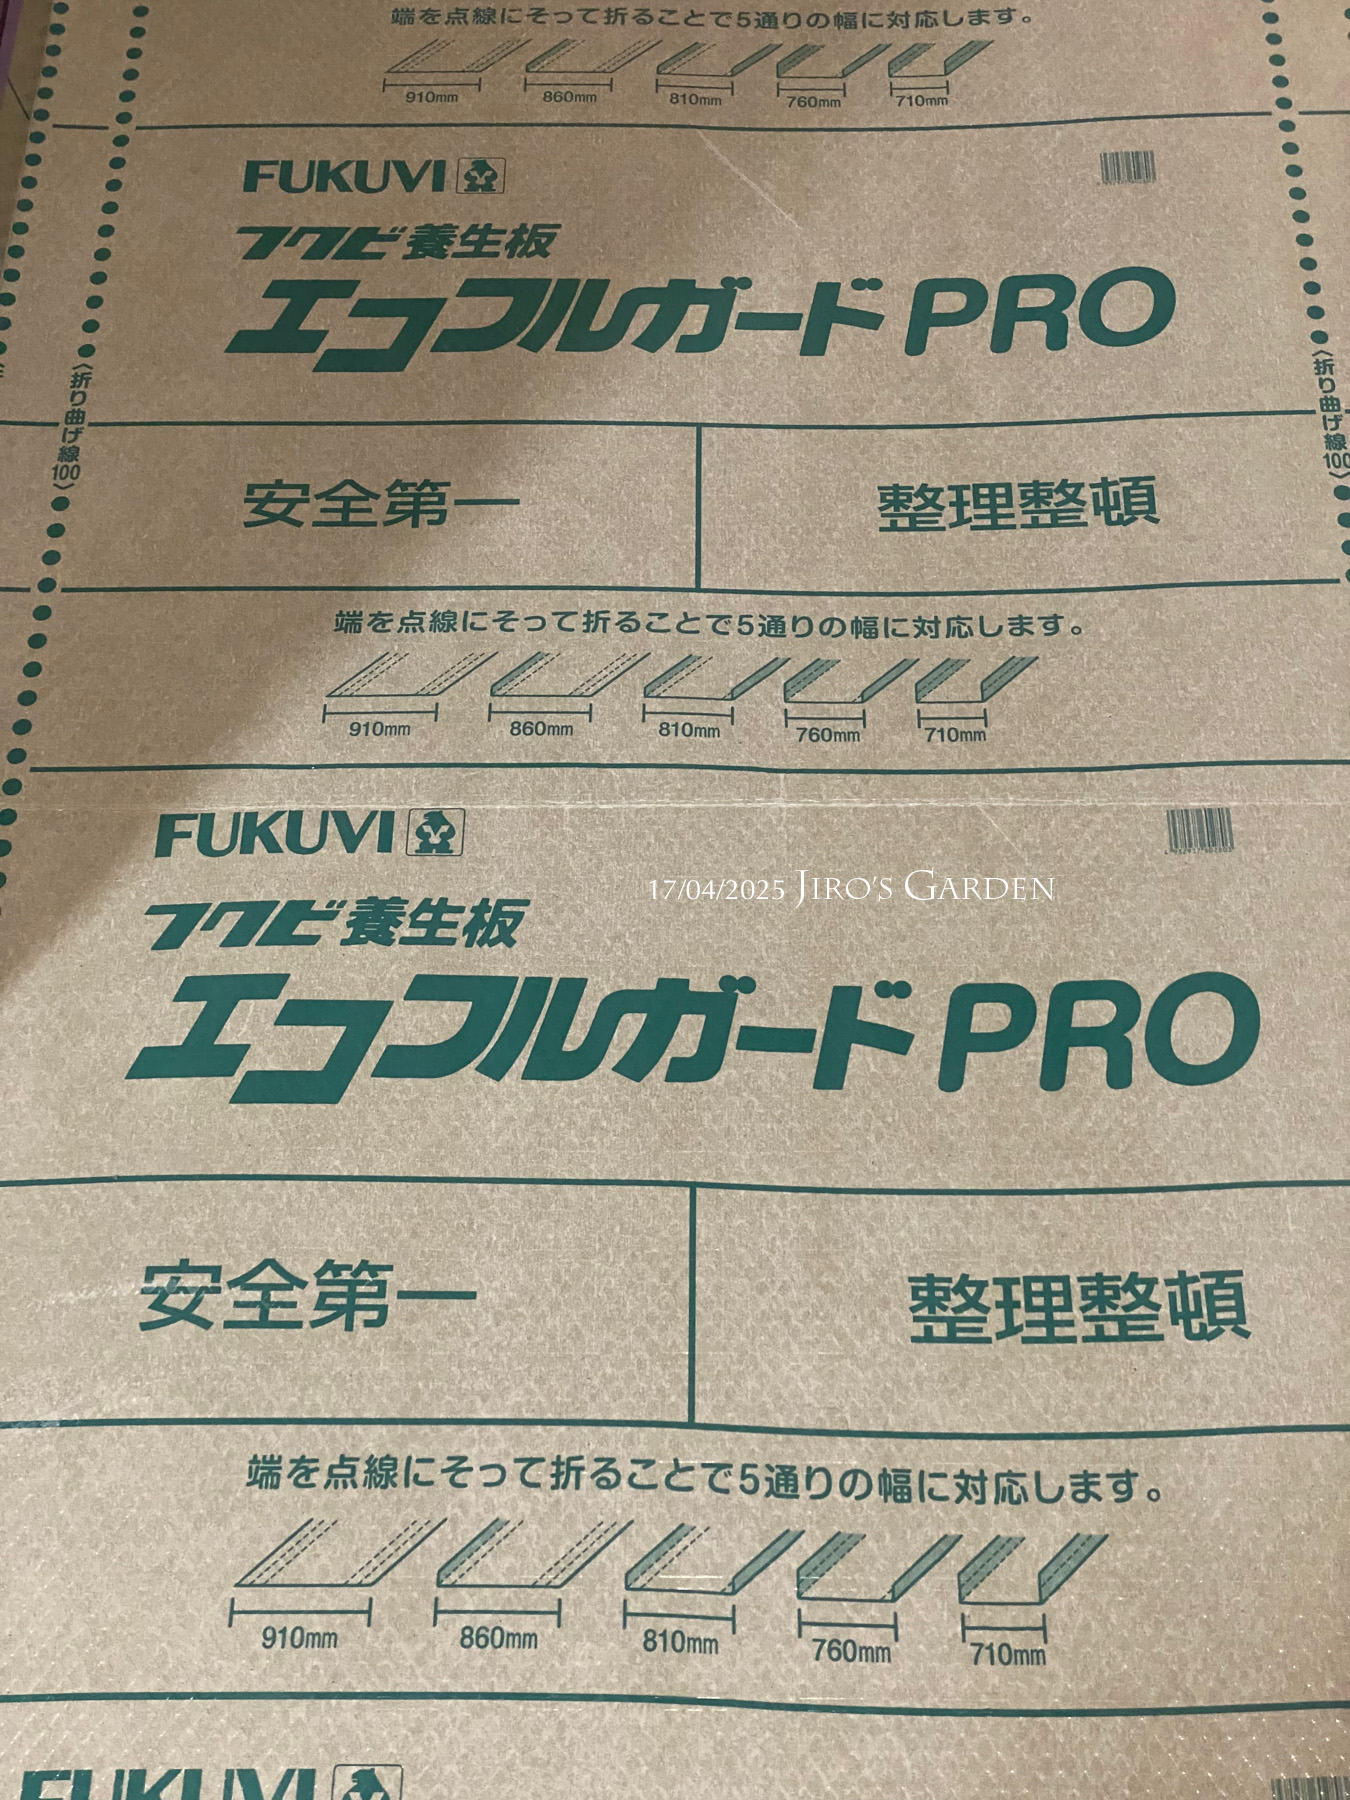 端を点線にそって折ることで5通りの幅に対応します。
910mm 860mm 810mm 760mm 710mm
FUKUVI
フクビ養生板
エコフルガード PRO
〈折り曲げ線100〉
〈折り曲げ線100〉
安全第一 整理整頓
端を点線にそって折ることで5通りの幅に対応します。
910mm 860mm 810mm 760mm 710mm
FUKUVI
17/04/2025 JIRO'S GARDEN
フクビ養生板
エコフルガード PRO
安全第一 整理整頓
端を点線にそって折ることで5通りの幅に対応します。
910mm 860mm 810mm 760mm 710mm
FUKUVI